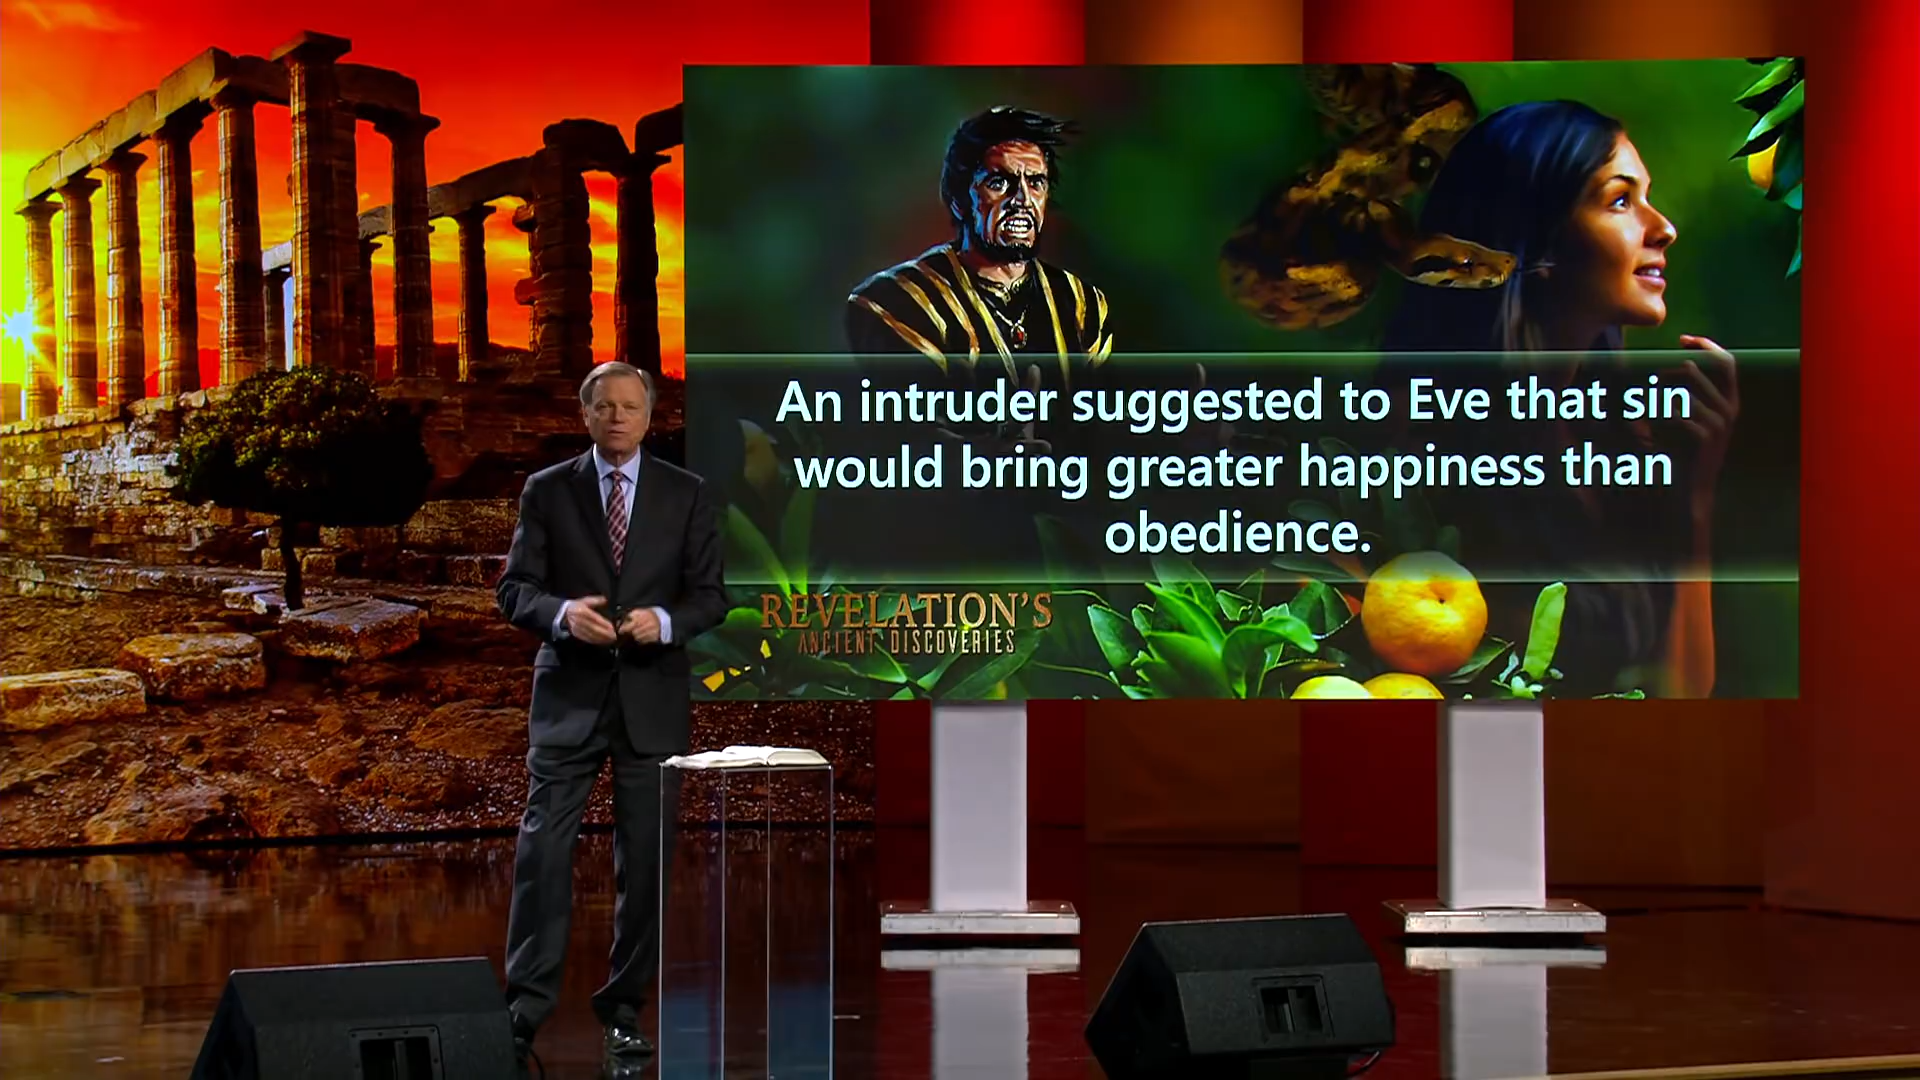 An intruder suggested to Eve that sin
would bring greater happiness than
obedience.
REVELATION'S
ANCIENT DISCOVERIES